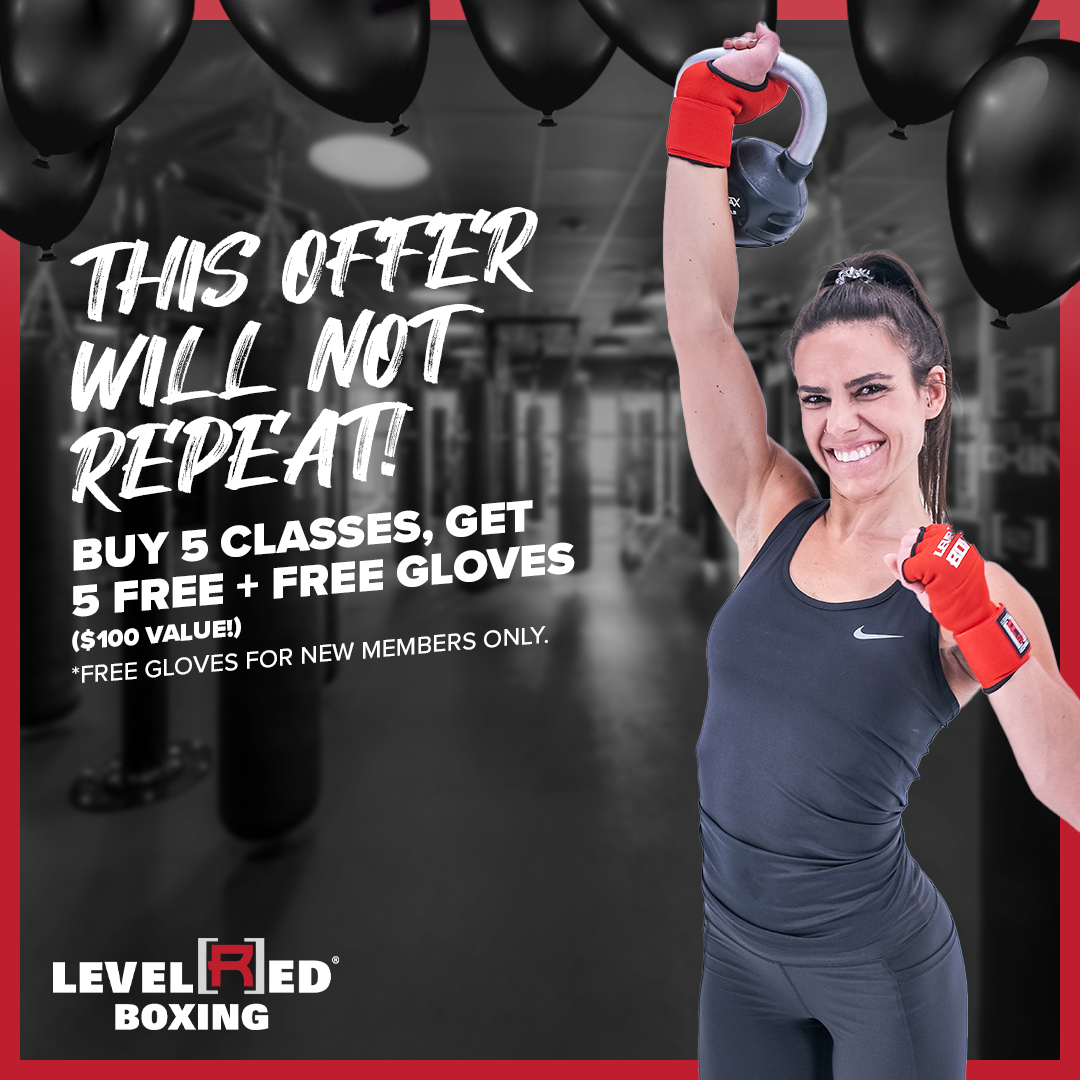 THIS OFFER
WILL NOT
REPEAT!
BUY 5 CLASSES, GET
5 FREE + FREE GLOVES
($100 VALUE!)
*FREE GLOVES FOR NEW MEMBERS ONLY.
LEVEL [R]ED®
BOXING